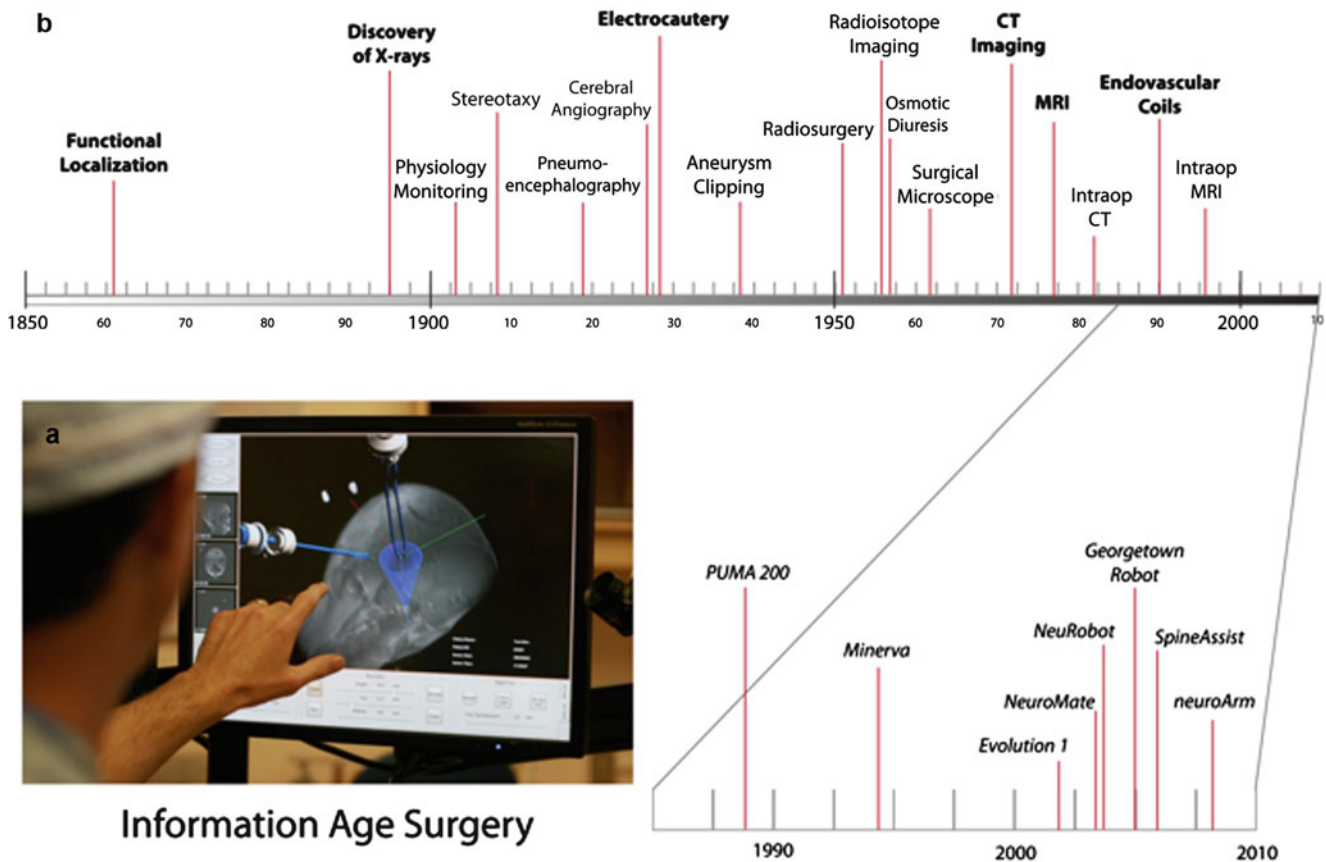 b
Discovery
of X-rays
Electrocautery
Radioisotope
Imaging
CT
Imaging
Functional
Localization
Physiology
Monitoring
Stereotaxy
Pneumo-
encephalography
Cerebral
Angiography
Aneurysm
Clipping
Radiosurgery
Osmotic
Diuresis
Surgical
Microscope
MRI
Intraop
CT
Endovascular
Coils
Intraop
MRI
1850 60 70 80 90 1900 10 20 30 40 1950 60 70 80 90 2000 10
a
Information Age Surgery
PUMA 200
Minerva
Evolution 1
NeuroMate
NeuRobot
Georgetown
Robot
SpineAssist
neuroArm
1990 2000 2010